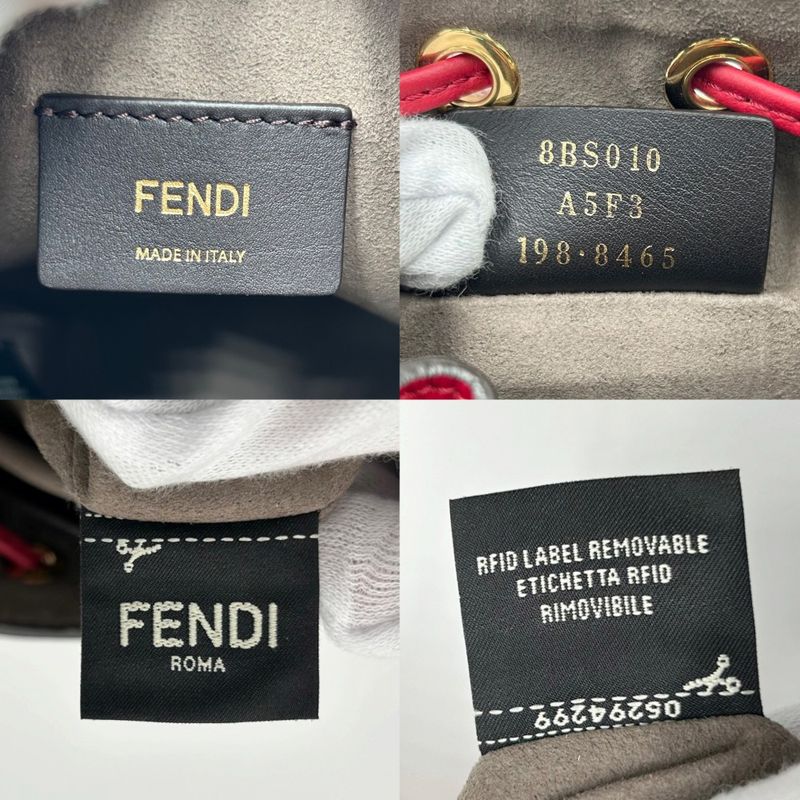 FENDI
MADE IN ITALY
8BS010
A5F3
198·8465
FENDI
ROMA
RFID LABEL REMOVABLE
ETICHETTA RFID
RIMOVIBILE
05294299